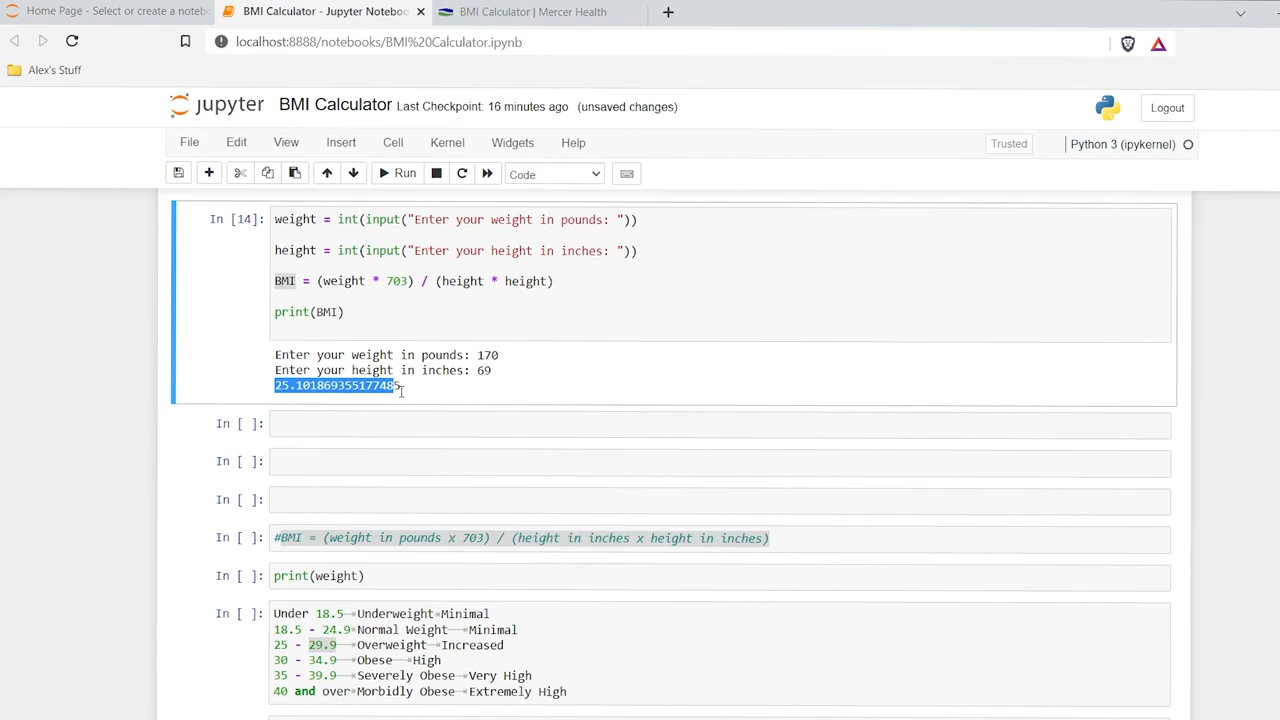 Home Page - Select or create a noteb
BMI Calculator - Jupyter Noteboo
BMI Calculator | Mercer Health
localhost:8888/notebooks/BMI%20Calculator.ipynb
Alex's Stuff
jupyter BMI Calculator Last Checkpoint: 16 minutes ago (unsaved changes)
Logout
File Edit View Insert Cell Kernel Widgets Help
Trusted
Python 3 (ipykernel)
Run
Code
In [14]: weight = int(input("Enter your weight in pounds: "))
height = int(input("Enter your height in inches: "))
BMI = (weight * 703) / (height * height)
print(BMI)
Enter your weight in pounds: 170
Enter your height in inches: 69
25.101869355177485
In [ ]:
In [ ]:
In [ ]:
In [ ]: #BMI = (weight in pounds x 703) / (height in inches x height in inches)
In [ ]: print(weight)
In [ ]: Under 18.5 Underweight Minimal
18.5 - 24.9 Normal Weight Minimal
25 - 29.9 Overweight Increased
30 - 34.9 Obese High
35 - 39.9 Severely Obese Very High
40 and over Morbidly Obese Extremely High